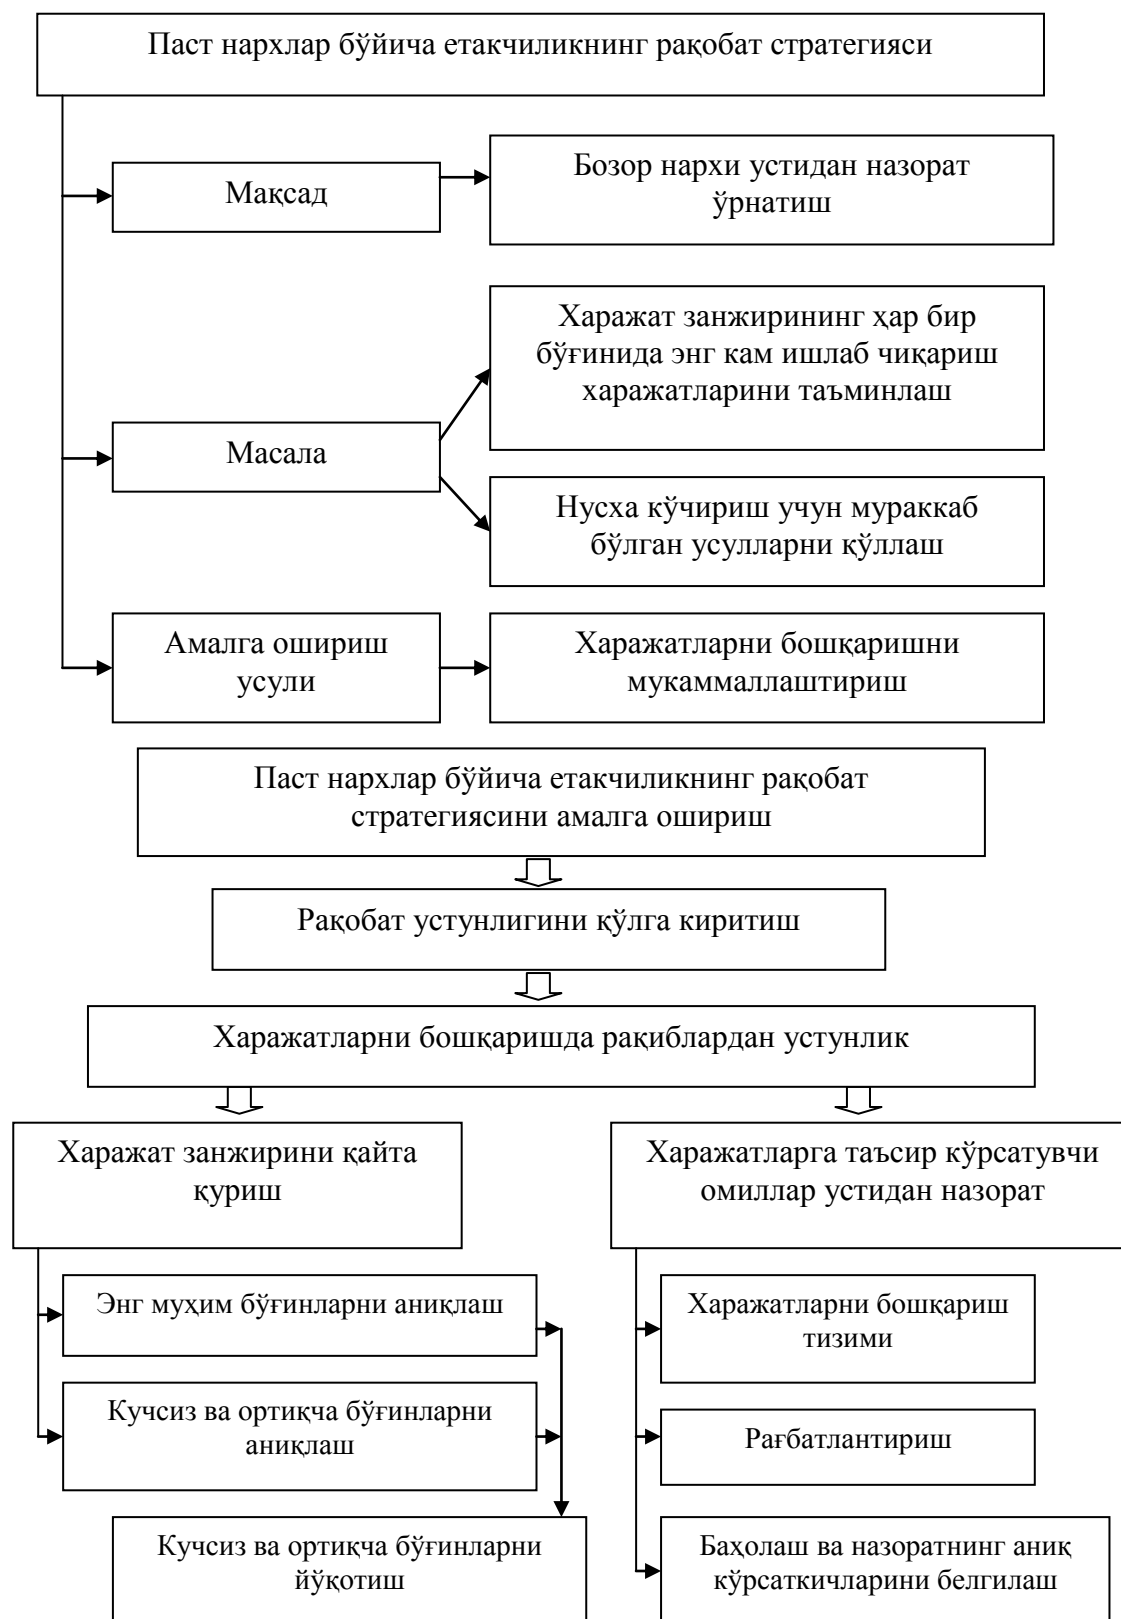 Паст нархлар бўйича етакчиликнинг рақобат стратегияси
Мақсад
Бозор нархи устидан назорат
ўрнатиш
Масала
Харажат занжирининг ҳар бир
бўғинида энг кам ишлаб чиқариш
харажатларини таъминлаш
Нусха кўчириш учун мураккаб
бўлган усулларни қўллаш
Амалга ошириш
усули
Харажатларни бошқаришни
мукаммаллаштириш
Паст нархлар бўйича етакчиликнинг рақобат
стратегиясини амалга ошириш
Рақобат устунлигини қўлга киритиш
Харажатларни бошқаришда рақиблардан устунлик
Харажат занжирини қайта
қуриш
Энг муҳим бўғинларни аниқлаш
Кучсиз ва ортиқча бўғинларни
аниқлаш
Кучсиз ва ортиқча бўғинларни
йўқотиш
Харажатларга таъсир кўрсатувчи
омиллар устидан назорат
Харажатларни бошқариш
тизими
Рағбатлантириш
Баҳолаш ва назоратнинг аниқ
кўрсаткичларини белгилаш